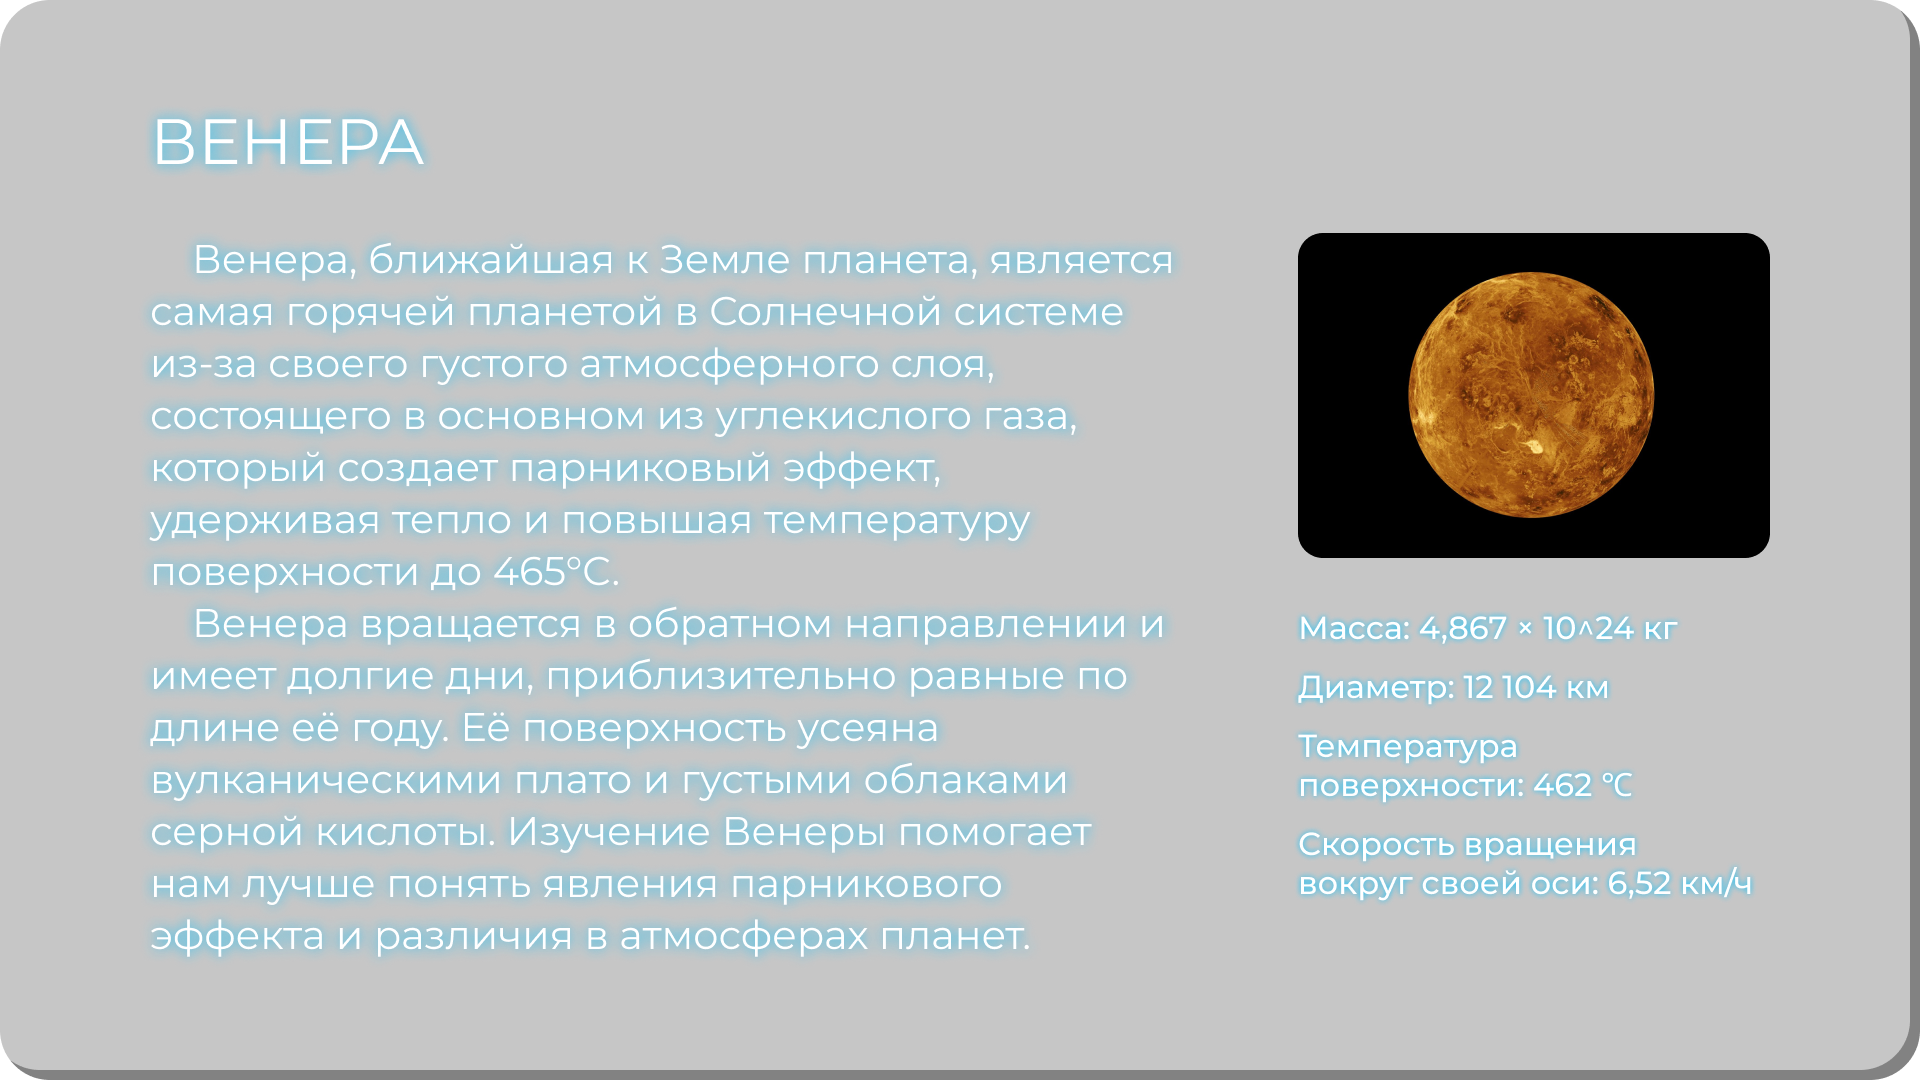 ВЕНЕРА
Венера, ближайшая к Земле планета, является
самая горячей планетой в Солнечной системе
из-за своего густого атмосферного слоя,
состоящего в основном из углекислого газа,
который создает парниковый эффект,
удерживая тепло и повышая температуру
поверхности до 465°C.
Венера вращается в обратном направлении и
имеет долгие дни, приблизительно равные по
длине её году. Её поверхность усеяна
вулканическими плато и густыми облаками
серной кислоты. Изучение Венеры помогает
нам лучше понять явления парникового
эффекта и различия в атмосферах планет.
Масса: 4,867 × 10^24 кг
Диаметр: 12 104 км
Температура
поверхности: 462 °C
Скорость вращения
вокруг своей оси: 6,52 км/ч